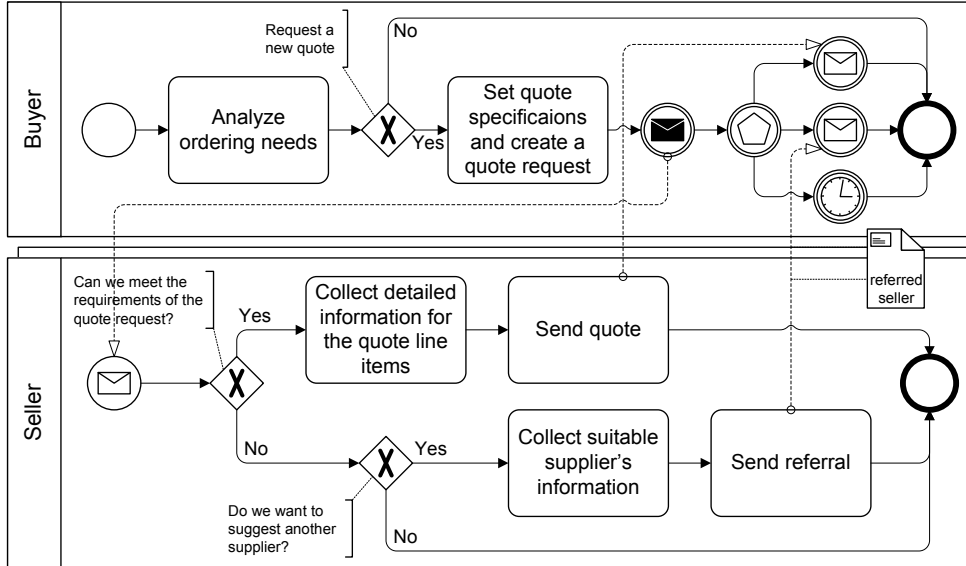 Buyer
Request a
new quote
No
Analyze
ordering needs
Yes
Set quote
specificaions
and create a
quote request
Seller
Can we meet the
requirements of the
quote request?
Yes
Collect detailed
information for
the quote line
items
Send quote
referred
seller
No
Yes
Collect suitable
supplier's
information
Send referral
Do we want to
suggest another
supplier?
No